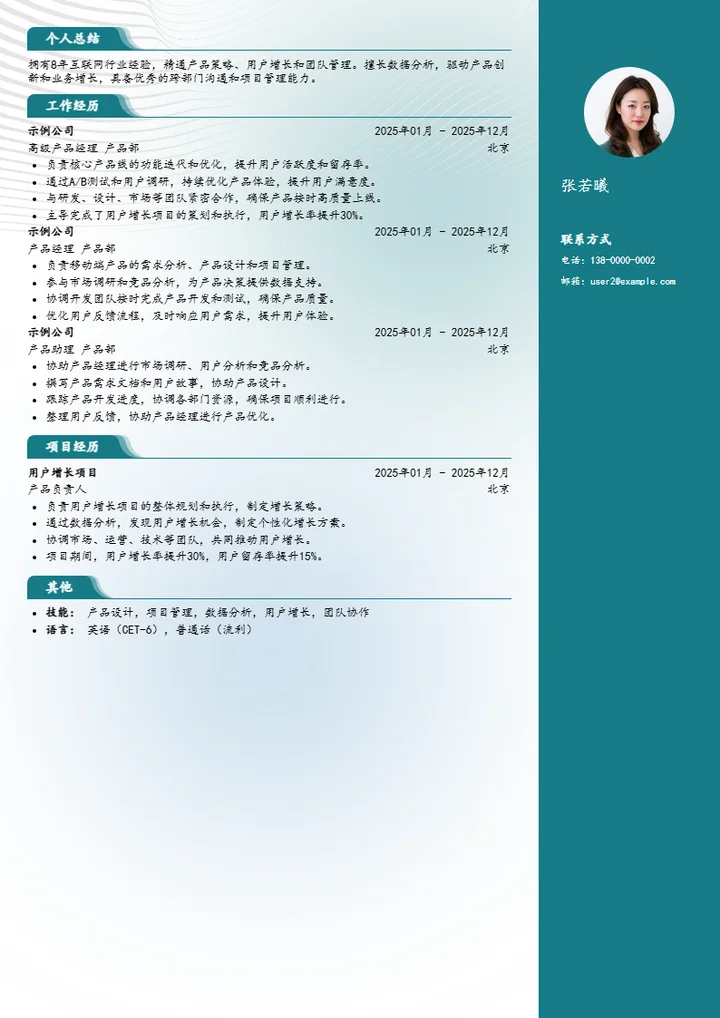 个人总结
拥有8年互联网行业经验，精通产品策略、用户增长和团队管理。擅长数据分析，驱动产品创
新和业务增长，具备优秀的跨部门沟通和项目管理能力。
工作经历
示例公司 2025年01月 - 2025年12月
高级产品经理 产品部 北京
• 负责核心产品线的功能迭代和优化，提升用户活跃度和留存率。
• 通过A/B测试和用户调研，持续优化产品体验，提升用户满意度。
• 与研发、设计、市场等团队紧密合作，确保产品按时高质量上线。
• 主导完成了用户增长项目的策划和执行，用户增长率提升30%。
示例公司 2025年01月 - 2025年12月
产品经理 产品部 北京
• 负责移动端产品的需求分析、产品设计和项目管理。
• 参与市场调研和竞品分析，为产品决策提供数据支持。
• 协调开发团队按时完成产品开发和测试，确保产品质量。
• 优化用户反馈流程，及时响应用户需求，提升用户体验。
示例公司 2025年01月 - 2025年12月
产品助理 产品部 北京
• 协助产品经理进行市场调研、用户分析和竞品分析。
• 撰写产品需求文档和用户故事，协助产品设计。
• 跟踪产品开发进度，协调各部门资源，确保项目顺利进行。
• 整理用户反馈，协助产品经理进行产品优化。
项目经历
用户增长项目 2025年01月 - 2025年12月
产品负责人 北京
• 负责用户增长项目的整体规划和执行，制定增长策略。
• 通过数据分析，发现用户增长机会，制定个性化增长方案。
• 协调市场、运营、技术等团队，共同推动用户增长。
• 项目期间，用户增长率提升30%，用户留存率提升15%。
其他
• 技能： 产品设计，项目管理，数据分析，用户增长，团队协作
• 语言： 英语（CET-6），普通话（流利）
张若曦
联系方式
电话：138-0000-0002
邮箱：user2@example.com